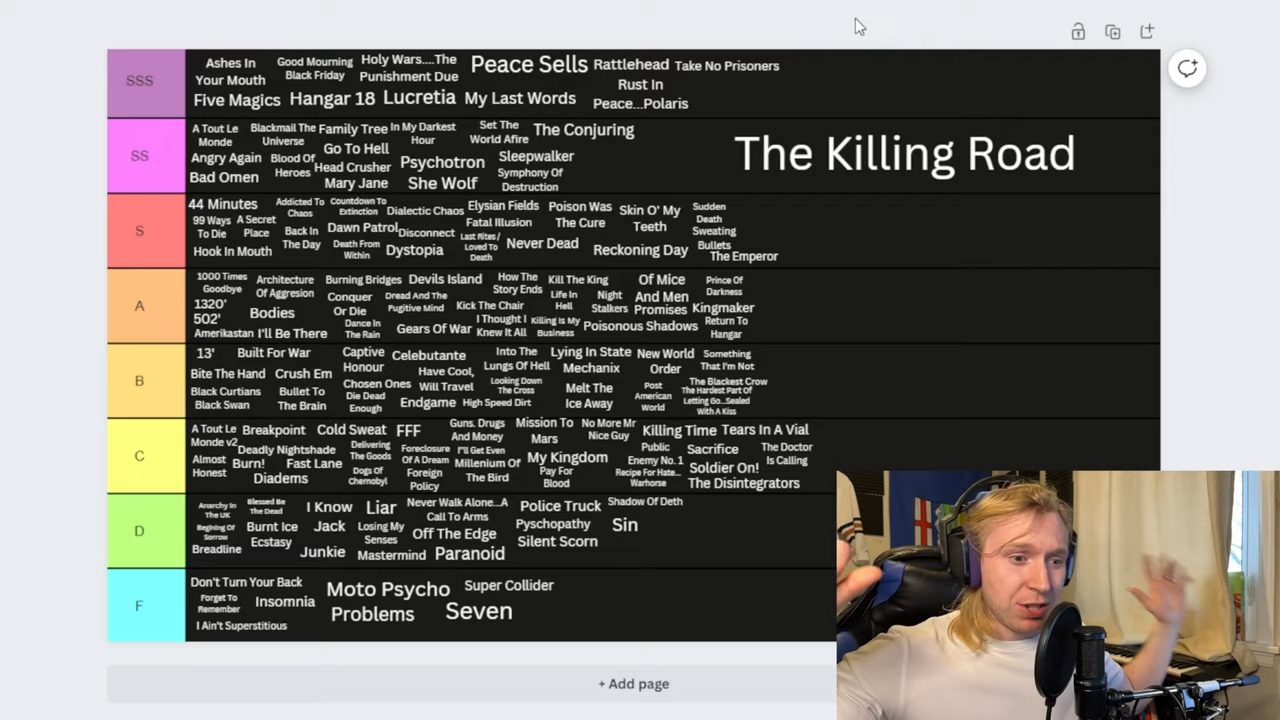 SSS
Ashes In
Your Mouth
Good Mourning
Black Friday
Holy Wars....The
Punishment Due
Peace Sells
Rattlehead
Take No Prisoners
Five Magics
Hangar 18
Lucretia
My Last Words
Rust In
Peace...Polaris
SS
A Tout Le
Monde
Blackmail The
Universe
Family Tree
In My Darkest
Hour
Set The
World Afire
The Conjuring
Go To Hell
Angry Again
Blood Of
Heroes
Head Crusher
Psychotron
Sleepwalker
Bad Omen
Mary Jane
She Wolf
Symphony Of
Destruction
The Killing Road
S
44 Minutes
Addicted To
Chaos
Countdown To
Extinction
Dialectic Chaos
Elysian Fields
Poison Was
The Cure
Skin O' My
Teeth
Sudden
Death
Sweating
Bullets
99 Ways
To Die
A Secret
Place
Back In
The Day
Dawn Patrol
Disconnect
Fatal Illusion
Last Rites /
Loved To
Death
Never Dead
Hook In Mouth
Death From
Within
Dystopia
Reckoning Day
The Emperor
A
1000 Times
Goodbye
Architecture
Of Aggresion
Burning Bridges
Devils Island
How The
Story Ends
Kill The King
Of Mice
And Men
Prince Of
Darkness
1320'
502'
Bodies
Conquer
Or Die
Dread And The
Fugitive Mind
Kick The Chair
Life In
Hell
Night
Stalkers
Promises
Kingmaker
Amerikastan
I'll Be There
Dance In
The Rain
Gears Of War
I Thought I
Knew It All
Killing Is My
Business
Poisonous Shadows
Return To
Hangar
B
13'
Built For War
Captive
Honour
Celebutante
Into The
Lungs Of Hell
Lying In State
New World
Order
Something
That I'm Not
Bite The Hand
Crush Em
Have Cool,
Will Travel
Mechanix
Black Curtians
Black Swan
Bullet To
The Brain
Chosen Ones
Die Dead
Enough
Endgame
Looking Down
The Cross
High Speed Dirt
Melt The
Ice Away
Post
American
World
The Blackest Crow
The Hardest Part Of
Letting Go...Sealed
With A Kiss
C
A Tout Le
Monde v2
Breakpoint
Cold Sweat
FFF
Guns. Drugs
And Money
Mission To
Mars
No More Mr
Nice Guy
Killing Time
Tears In A Vial
Almost
Honest
Deadly Nightshade
Burn!
Fast Lane
Diadems
Delivering
The Goods
Dogs Of
Chernobyl
Foreclosure
Of A Dream
Foreign
Policy
I'll Get Even
Millenium Of
The Bird
My Kingdom
Pay For
Blood
Public
Enemy No. 1
Recipe For Hate...
Warhorse
Sacrifice
Soldier On!
The Disintegrators
The Doctor
Is Calling
D
Anarchy In
The UK
Blessed Be
The Dead
I Know
Jack
Liar
Never Walk Alone...A
Call To Arms
Police Truck
Shadow Of Deth
Begining Of
Sorrow
Burnt Ice
Losing My
Senses
Off The Edge
Pyschopathy
Sin
Breadline
Ecstasy
Junkie
Mastermind
Paranoid
Silent Scorn
F
Don't Turn Your Back
Forget To
Remember
Insomnia
Moto Psycho
Super Collider
I Ain't Superstitious
Problems
Seven
+ Add page